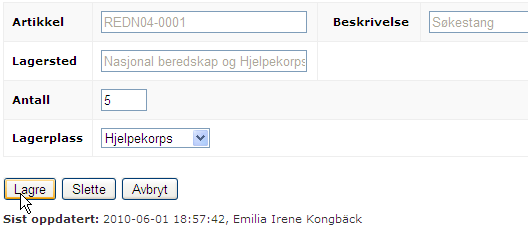 Artikkel REDN04-0001 Beskrivelse Søkestang
Lagersted Nasjonal beredskap og Hjelpekorps
Antall 5
Lagerplass Hjelpekorps
Lagre Slette Avbryt
Sist oppdatert: 2010-06-01 18:57:42, Emilia Irene Kongbäck